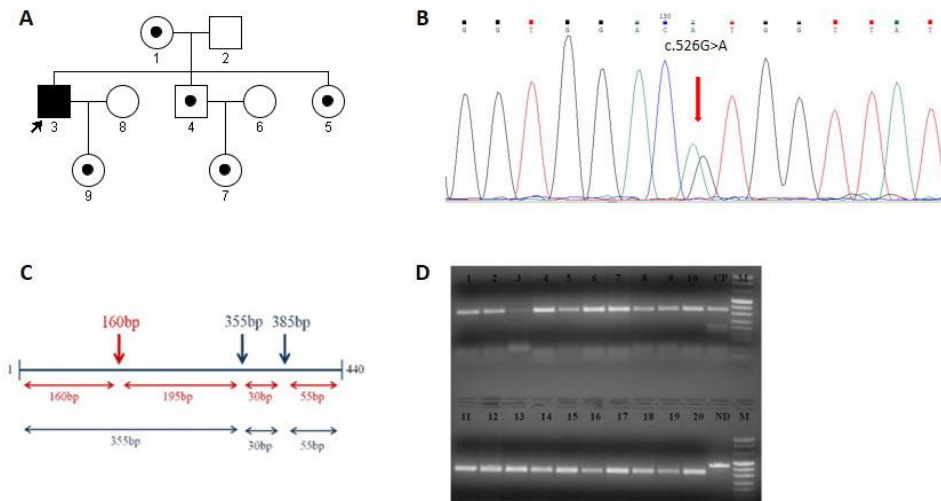 A
1 2
3 8 4 6 5
9 7
B
130
G G T G G A C A T G G T T A T
c.526G>A
C
160bp 355bp 385bp
1 440
160bp 195bp 30bp 55bp
355bp 30bp 55bp
D
1 2 3 4 5 6 7 8 9 10 CP M
11 12 13 14 15 16 17 18 19 20 ND M